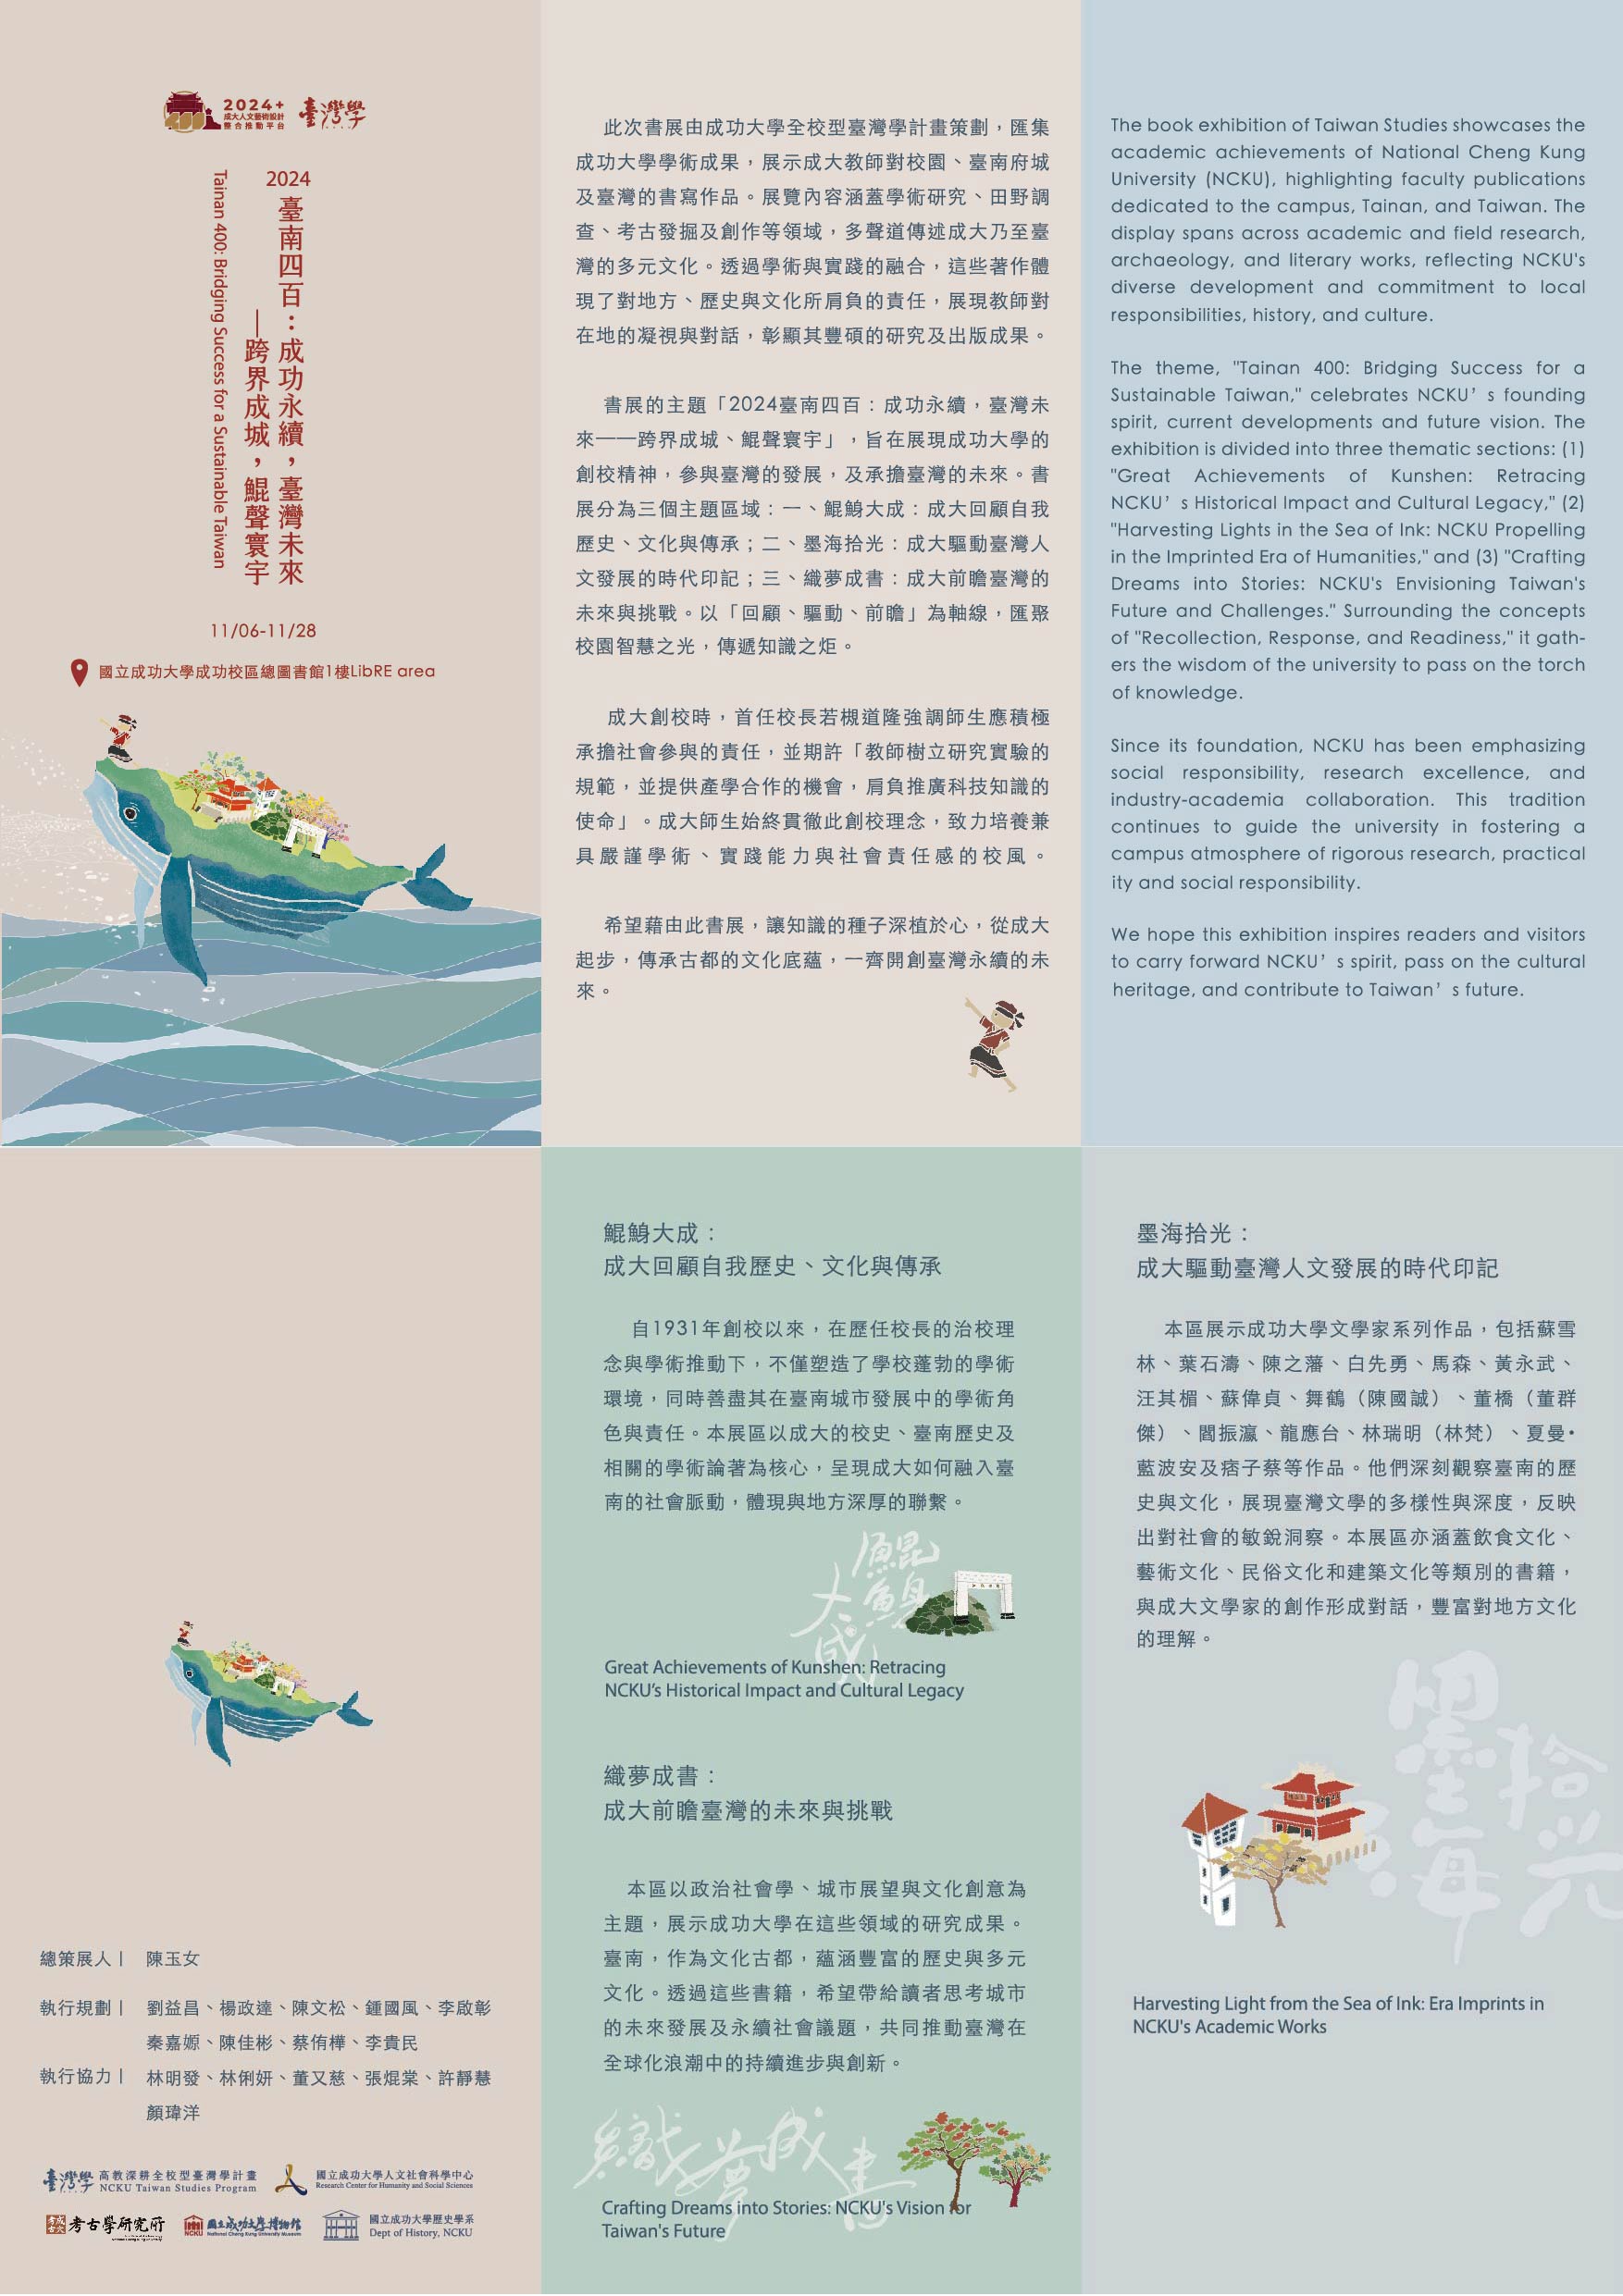 2024+
成大人文藝術設計
整合推動平台
臺灣學
2024
臺南四百：成功永續，臺灣未來
——跨界成城，鯤聲寰宇
Tainan 400: Bridging Success for a Sustainable Taiwan
11/06-11/28
國立成功大學成功校區總圖書館1樓LibRE area
此次書展由成功大學全校型臺灣學計畫策劃，匯集
成功大學學術成果，展示成大教師對校園、臺南府城
及臺灣的書寫作品。展覽內容涵蓋學術研究、田野調
查、考古發掘及創作等領域，多聲道傳述成大乃至臺
灣的多元文化。透過學術與實踐的融合，這些著作體
現了對地方、歷史與文化所肩負的責任，展現教師對
在地的凝視與對話，彰顯其豐碩的研究及出版成果。
書展的主題「2024臺南四百：成功永續，臺灣未
來——跨界成城、鯤聲寰宇」，旨在展現成功大學的
創校精神，參與臺灣的發展，及承擔臺灣的未來。書
展分為三個主題區域：一、鯤鯓大成：成大回顧自我
歷史、文化與傳承；二、墨海拾光：成大驅動臺灣人
文發展的時代印記；三、織夢成書：成大前瞻臺灣的
未來與挑戰。以「回顧、驅動、前瞻」為軸線，匯聚
校園智慧之光，傳遞知識之炬。
成大創校時，首任校長若槻道隆強調師生應積極
承擔社會參與的責任，並期許「教師樹立研究實驗的
規範，並提供產學合作的機會，肩負推廣科技知識的
使命」。成大師生始終貫徹此創校理念，致力培養兼
具嚴謹學術、實踐能力與社會責任感的校風。
希望藉由此書展，讓知識的種子深植於心，從成大
起步，傳承古都的文化底蘊，一齊開創臺灣永續的未
來。
The book exhibition of Taiwan Studies showcases the
academic achievements of National Cheng Kung
University (NCKU), highlighting faculty publications
dedicated to the campus, Tainan, and Taiwan. The
display spans across academic and field research,
archaeology, and literary works, reflecting NCKU's
diverse development and commitment to local
responsibilities, history, and culture.
The theme, "Tainan 400: Bridging Success for a
Sustainable Taiwan," celebrates NCKU’ s founding
spirit, current developments and future vision. The
exhibition is divided into three thematic sections: (1)
"Great Achievements of Kunshen: Retracing
NCKU’ s Historical Impact and Cultural Legacy," (2)
"Harvesting Lights in the Sea of Ink: NCKU Propelling
in the Imprinted Era of Humanities," and (3) "Crafting
Dreams into Stories: NCKU's Envisioning Taiwan's
Future and Challenges." Surrounding the concepts
of "Recollection, Response, and Readiness," it gath-
ers the wisdom of the university to pass on the torch
of knowledge.
Since its foundation, NCKU has been emphasizing
social responsibility, research excellence, and
industry-academia collaboration. This tradition
continues to guide the university in fostering a
campus atmosphere of rigorous research, practical
ity and social responsibility.
We hope this exhibition inspires readers and visitors
to carry forward NCKU’ s spirit, pass on the cultural
heritage, and contribute to Taiwan’ s future.
總策展人| 陳玉女
執行規劃| 劉益昌、楊政達、陳文松、鍾國風、李啟彰
秦嘉嫄、陳佳彬、蔡侑樺、李貴民
執行協力| 林明發、林俐妍、董又慈、張焜棠、許靜慧
顏瑋洋
臺灣學 高教深耕全校型臺灣學計畫
NCKU Taiwan Studies Program
國立成功大學人文社會科學中心
Research Center for Humanity and Social Sciences
成大考古 考古學研究所
NCKU 國立成功大學博物館
National Cheng Kung University Museum
國立成功大學歷史學系
Dept of History, NCKU
鯤鯓大成：
成大回顧自我歷史、文化與傳承
自1931年創校以來，在歷任校長的治校理
念與學術推動下，不僅塑造了學校蓬勃的學術
環境，同時善盡其在臺南城市發展中的學術角
色與責任。本展區以成大的校史、臺南歷史及
相關的學術論著為核心，呈現成大如何融入臺
南的社會脈動，體現與地方深厚的聯繫。
鯤鯓
大成
Great Achievements of Kunshen: Retracing
NCKU’s Historical Impact and Cultural Legacy
織夢成書：
成大前瞻臺灣的未來與挑戰
本區以政治社會學、城市展望與文化創意為
主題，展示成功大學在這些領域的研究成果。
臺南，作為文化古都，蘊涵豐富的歷史與多元
文化。透過這些書籍，希望帶給讀者思考城市
的未來發展及永續社會議題，共同推動臺灣在
全球化浪潮中的持續進步與創新。
織夢成書
Crafting Dreams into Stories: NCKU's Vision for
Taiwan's Future
墨海拾光：
成大驅動臺灣人文發展的時代印記
本區展示成功大學文學家系列作品，包括蘇雪
林、葉石濤、陳之藩、白先勇、馬森、黃永武、
汪其楣、蘇偉貞、舞鶴（陳國誠）、董橋（董群
傑）、閻振瀛、龍應台、林瑞明（林梵）、夏曼•
藍波安及痞子蔡等作品。他們深刻觀察臺南的歷
史與文化，展現臺灣文學的多樣性與深度，反映
出對社會的敏銳洞察。本展區亦涵蓋飲食文化、
藝術文化、民俗文化和建築文化等類別的書籍，
與成大文學家的創作形成對話，豐富對地方文化
的理解。
墨海
拾光
Harvesting Light from the Sea of Ink: Era Imprints in
NCKU's Academic Works